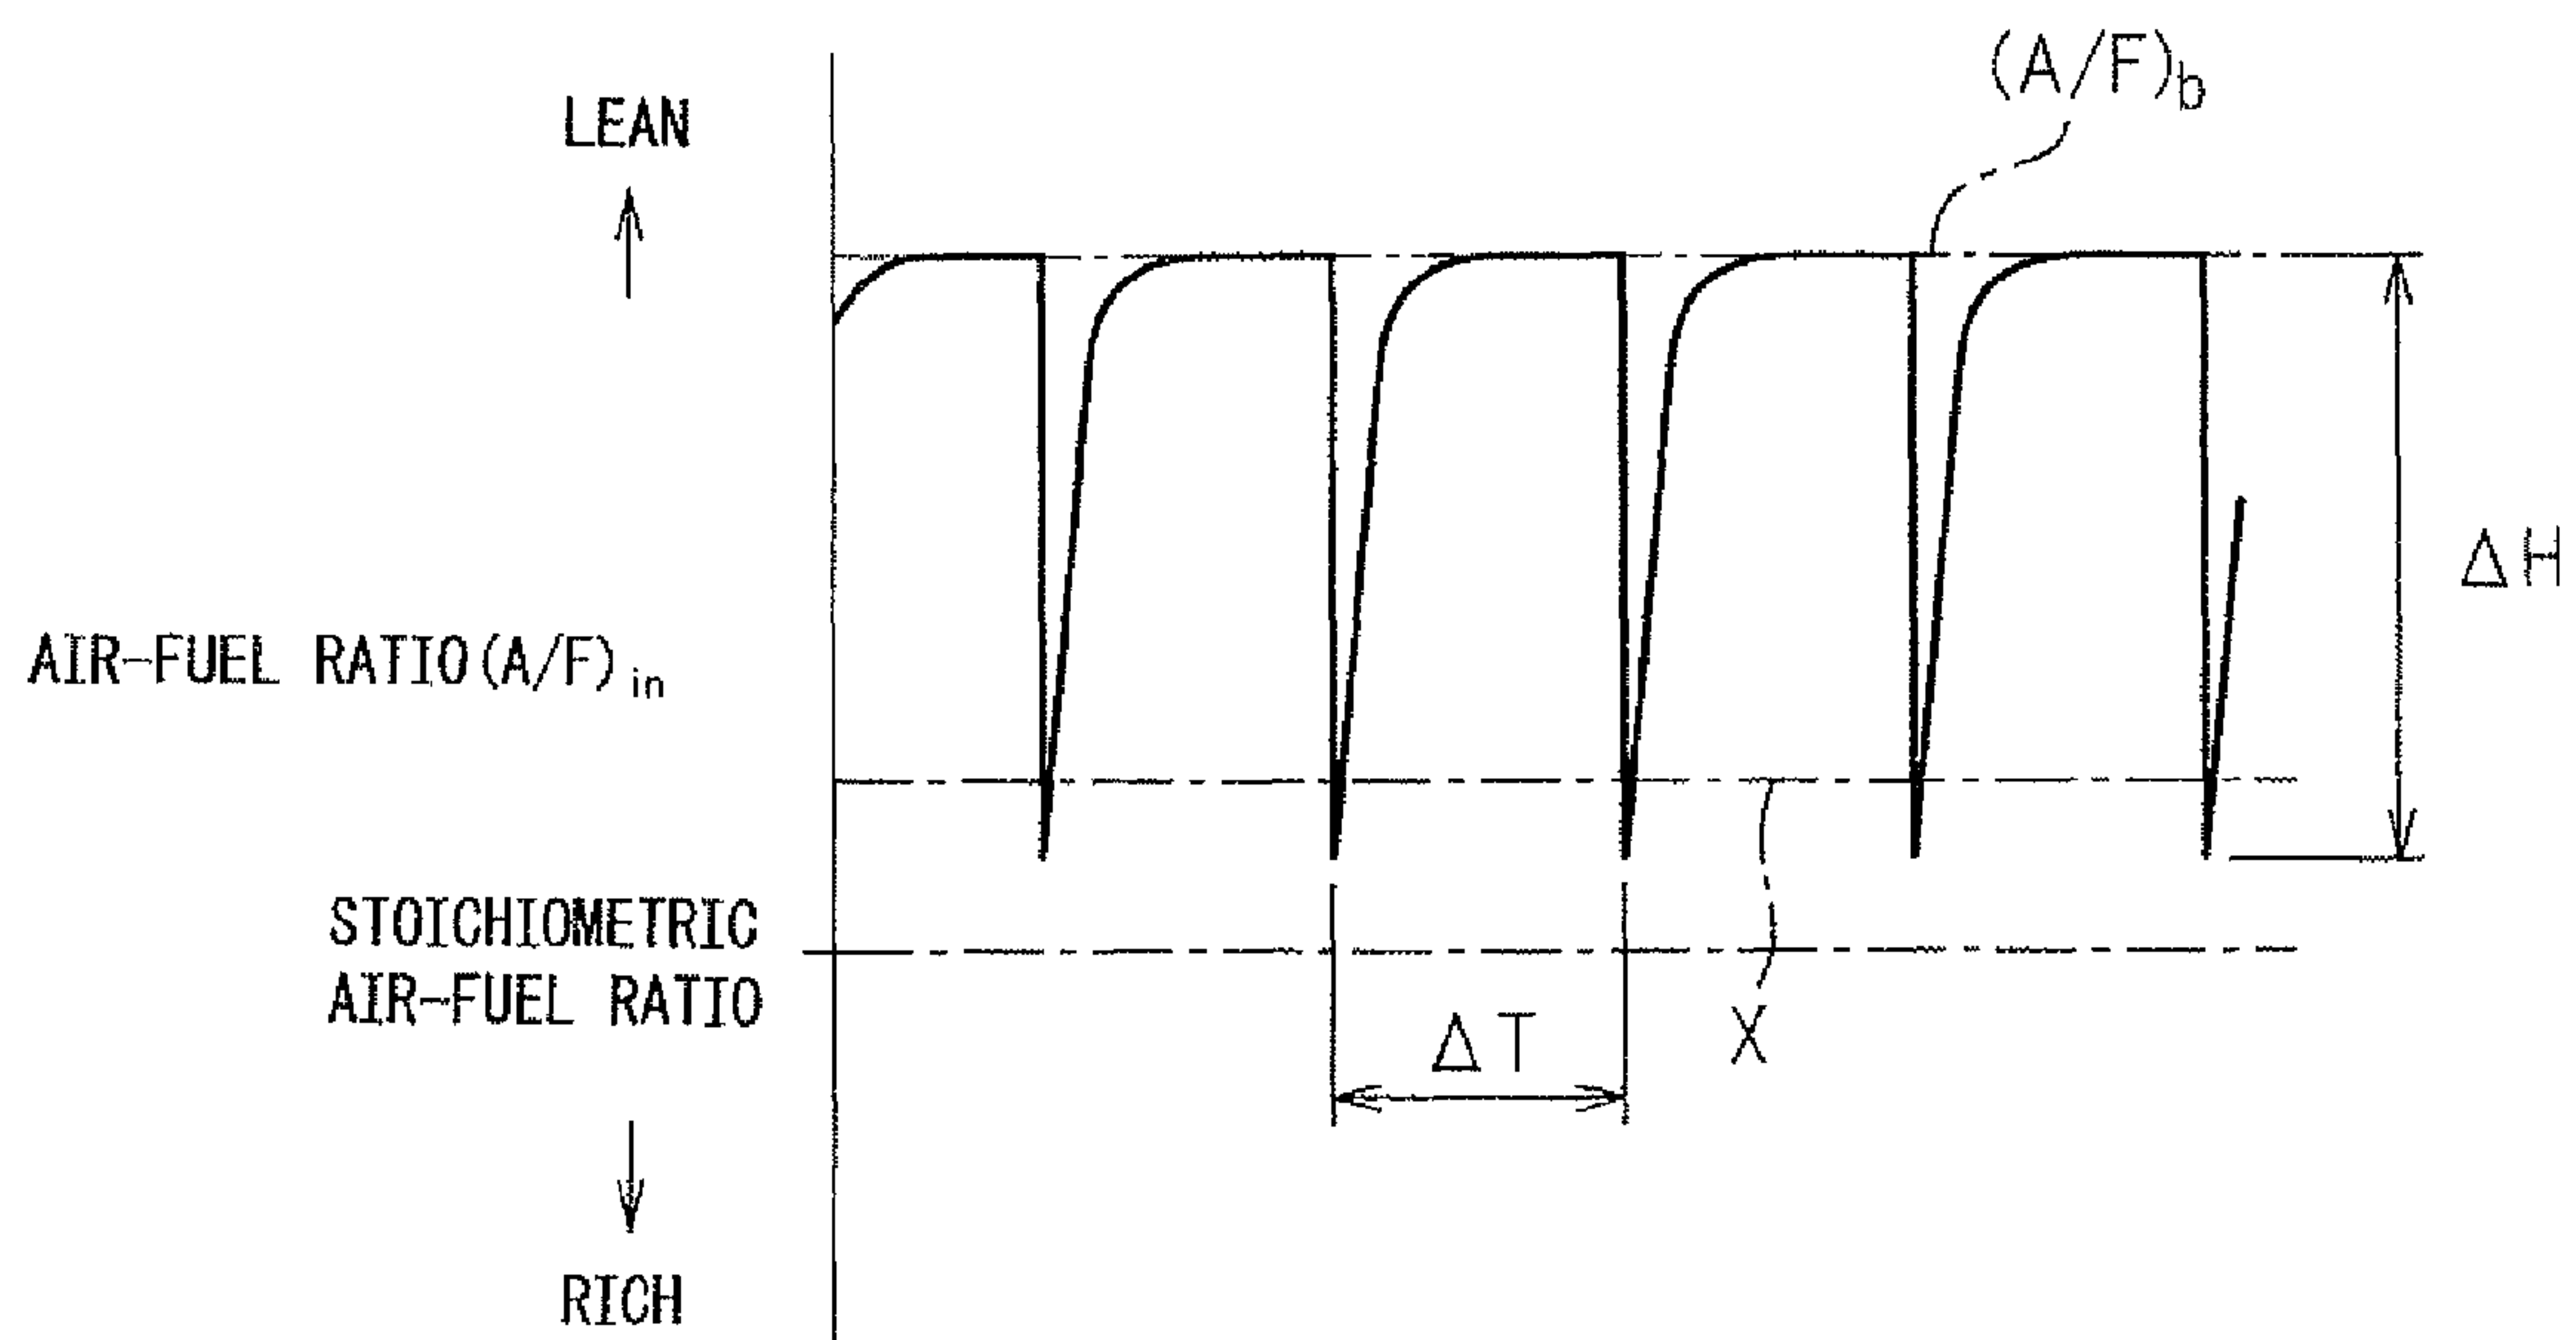 (A/F)b
LEAN
ΔH
AIR-FUEL RATIO(A/F)in
STOICHIOMETRIC
AIR-FUEL RATIO
ΔT
X
RICH